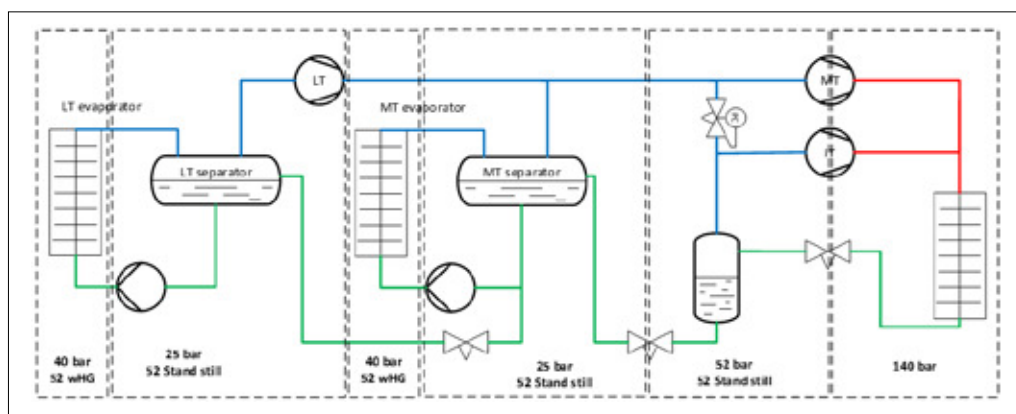 LT
MT
LT evaporator
MT evaporator
IT
LT separator
MT separator
40 bar
52 wHG
25 bar
52 Stand still
40 bar
52 wHG
25 bar
52 Stand still
52 bar
52 Stand still
140 bar